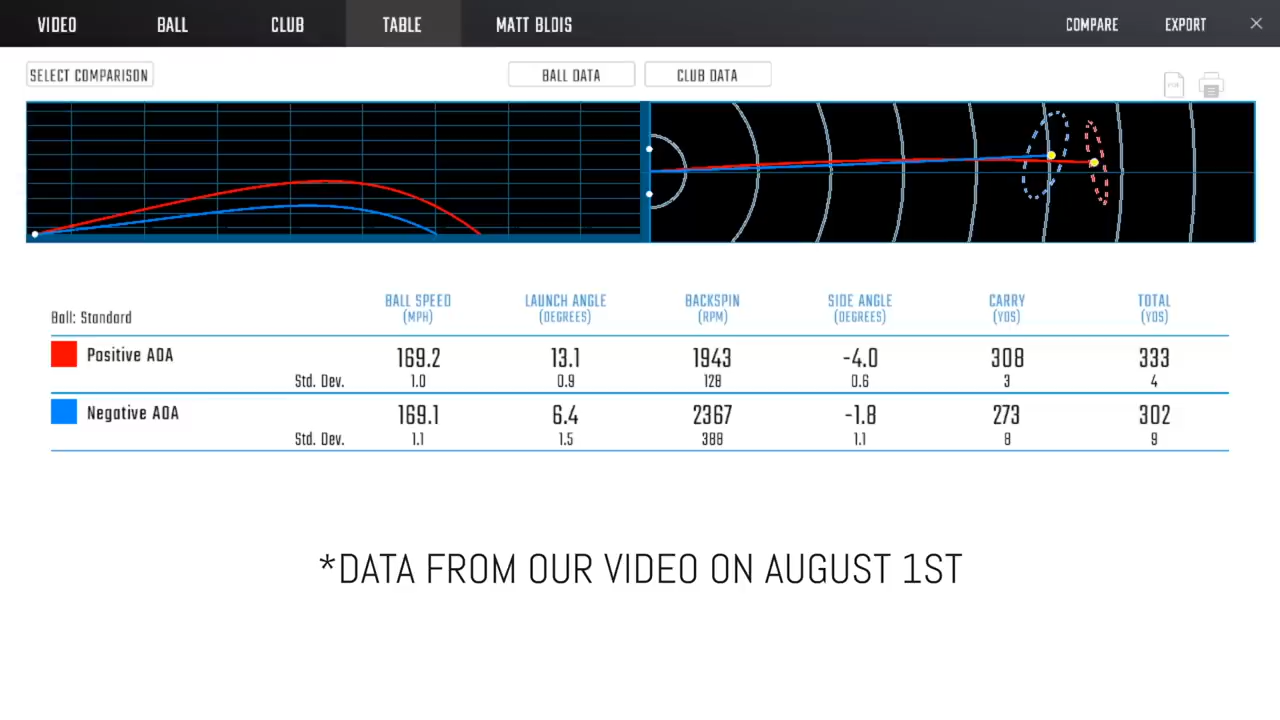 VIDEO BALL CLUB TABLE MATT BLOIS COMPARE EXPORT ×
SELECT COMPARISON BALL DATA CLUB DATA
BALL SPEED LAUNCH ANGLE BACKSPIN SIDE ANGLE CARRY TOTAL
Ball: Standard (MPH) (DEGREES) (RPM) (DEGREES) (YDS) (YDS)
Positive AOA 169.2 13.1 1943 -4.0 308 333
Std. Dev. 1.0 0.9 128 0.6 3 4
Negative AOA 169.1 6.4 2367 -1.8 273 302
Std. Dev. 1.1 1.5 388 1.1 8 9
*DATA FROM OUR VIDEO ON AUGUST 1ST